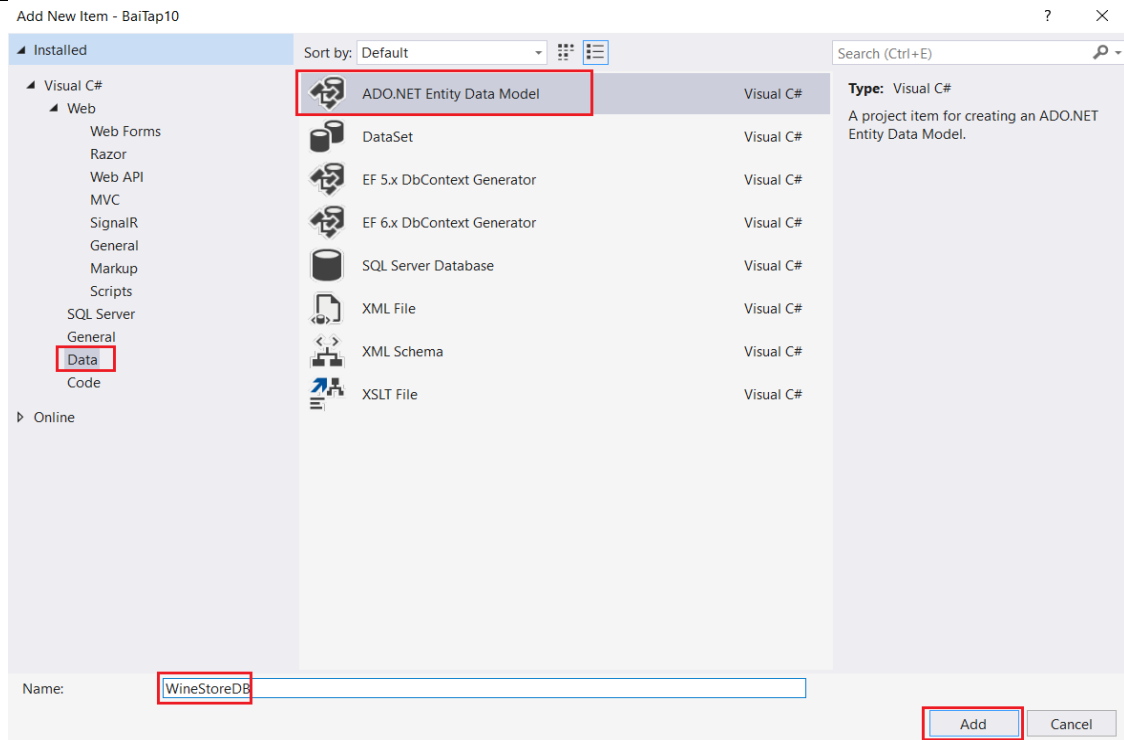 Add New Item - BaiTap10
?
Installed
Sort by: Default
Search (Ctrl+E)
Visual C#
Web
Web Forms
Razor
Web API
MVC
SignalR
General
Markup
Scripts
SQL Server
General
Data
Code
Online
ADO.NET Entity Data Model Visual C#
DataSet Visual C#
EF 5.x DbContext Generator Visual C#
EF 6.x DbContext Generator Visual C#
SQL Server Database Visual C#
XML File Visual C#
XML Schema Visual C#
XSLT File Visual C#
Type: Visual C#
A project item for creating an ADO.NET
Entity Data Model.
Name: WineStoreDB
Add Cancel